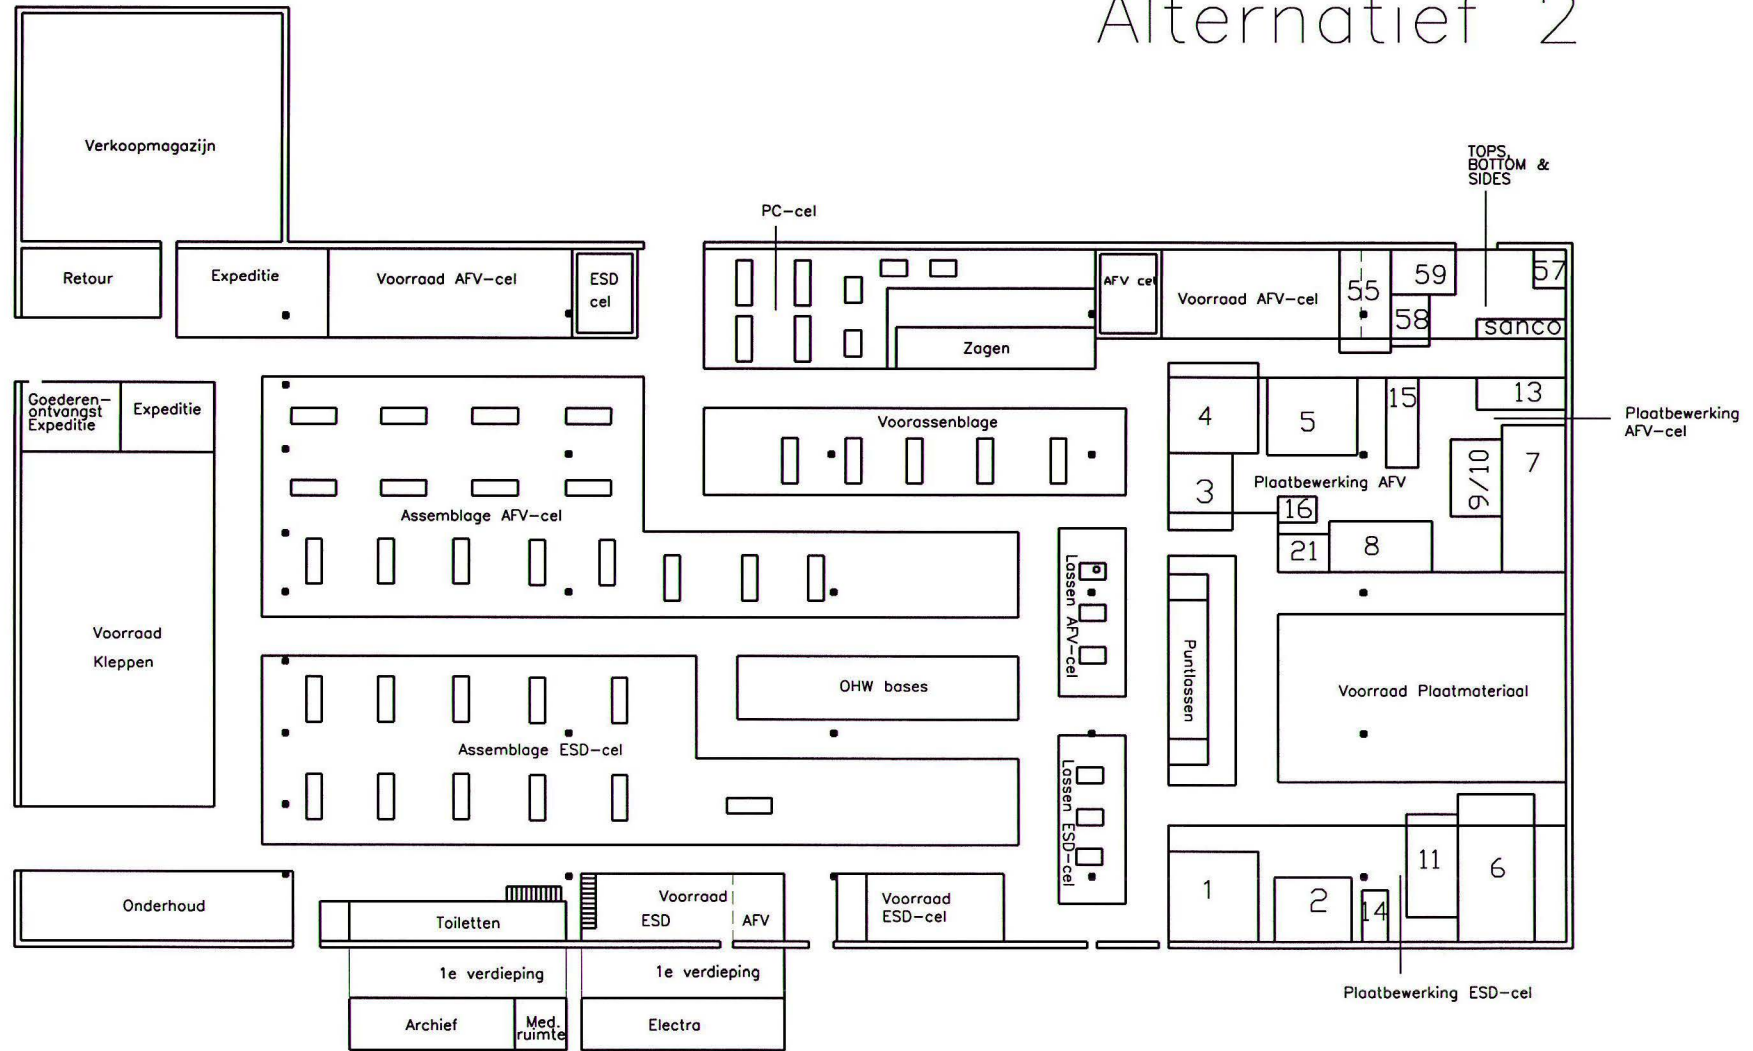 Alternatief 2
Verkoopmagazijn
TOPS,
BOTTOM &
SIDES
PC-cel
Retour
Expeditie
Voorraad AFV-cel
ESD
cel
AFV cel
Voorraad AFV-cel
55
59
57
58
sanco
Zagen
Goederen-
ontvangst
Expeditie
Expeditie
Voorassenblage
4
5
15
13
Plaatbewerking
AFV-cel
3
Plaatbewerking AFV
9/10
7
16
21
8
Assemblage AFV-cel
Lassen AFV-cel
Voorraad
Kleppen
Puntlassen
OHW bases
Voorraad Plaatmateriaal
Assemblage ESD-cel
Lassen ESD-cel
1
2
14
11
6
Onderhoud
Toiletten
Voorraad
ESD
AFV
Voorraad
ESD-cel
1e verdieping
1e verdieping
Plaatbewerking ESD-cel
Archief
Med.
ruimte
Electra